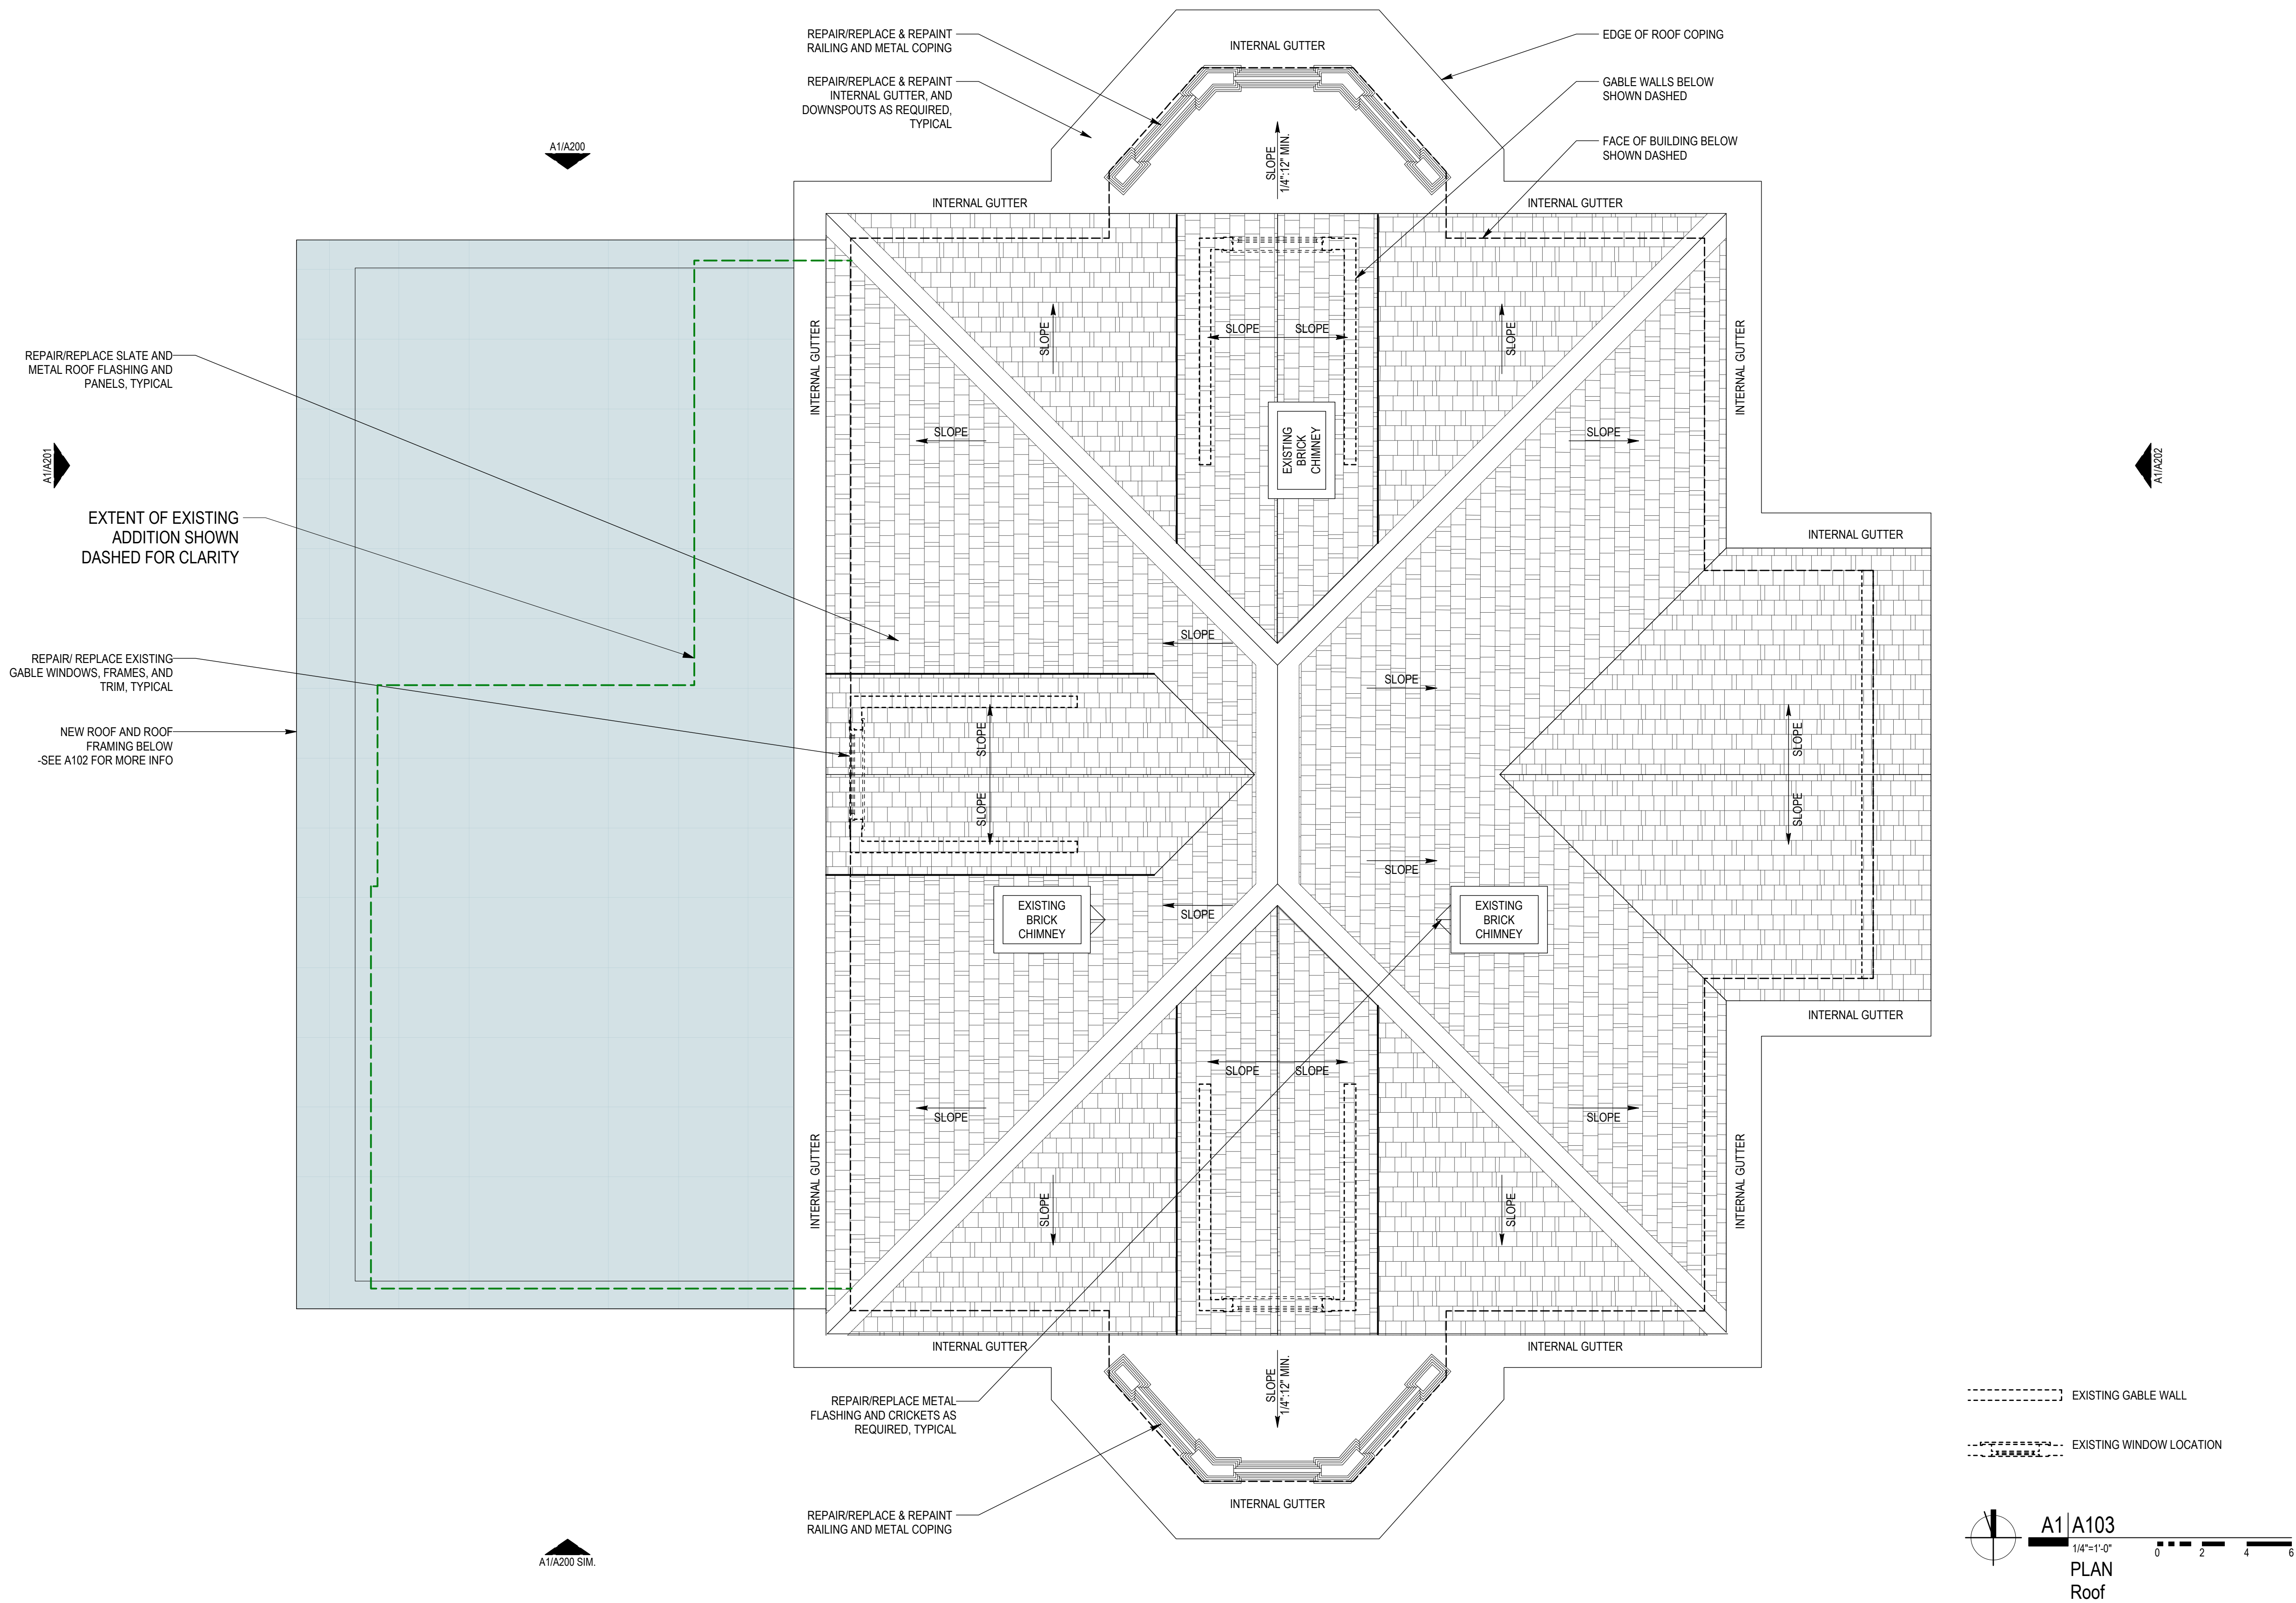 REPAIR/REPLACE & REPAINT
RAILING AND METAL COPING
INTERNAL GUTTER
EDGE OF ROOF COPING
REPAIR/REPLACE & REPAINT
INTERNAL GUTTER, AND
DOWNSPOUTS AS REQUIRED,
TYPICAL
GABLE WALLS BELOW
SHOWN DASHED
A1/A200
SLOPE
1/4":12" MIN.
FACE OF BUILDING BELOW
SHOWN DASHED
INTERNAL GUTTER
INTERNAL GUTTER
REPAIR/REPLACE SLATE AND
METAL ROOF FLASHING AND
PANELS, TYPICAL
INTERNAL GUTTER
SLOPE
SLOPE
SLOPE
SLOPE
INTERNAL GUTTER
A1/A201
SLOPE
EXISTING
BRICK
CHIMNEY
SLOPE
A1/A202
EXTENT OF EXISTING
ADDITION SHOWN
DASHED FOR CLARITY
INTERNAL GUTTER
SLOPE
REPAIR/ REPLACE EXISTING
GABLE WINDOWS, FRAMES, AND
TRIM, TYPICAL
SLOPE
NEW ROOF AND ROOF
FRAMING BELOW
-SEE A102 FOR MORE INFO
SLOPE
SLOPE
SLOPE
SLOPE
SLOPE
EXISTING
BRICK
CHIMNEY
SLOPE
EXISTING
BRICK
CHIMNEY
INTERNAL GUTTER
SLOPE
SLOPE
SLOPE
SLOPE
INTERNAL GUTTER
SLOPE
SLOPE
INTERNAL GUTTER
INTERNAL GUTTER
INTERNAL GUTTER
SLOPE
1/4":12" MIN.
REPAIR/REPLACE METAL
FLASHING AND CRICKETS AS
REQUIRED, TYPICAL
EXISTING GABLE WALL
EXISTING WINDOW LOCATION
INTERNAL GUTTER
REPAIR/REPLACE & REPAINT
RAILING AND METAL COPING
A1/A200 SIM.
A1 A103
1/4"=1'-0"
0 2 4 6
PLAN
Roof